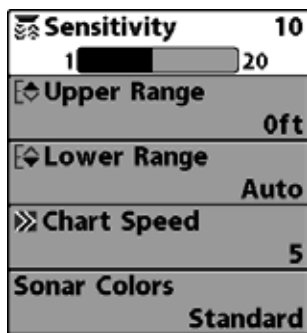 Sensitivity 10
1 20
Upper Range
0ft
Lower Range
Auto
Chart Speed
5
Sonar Colors
Standard